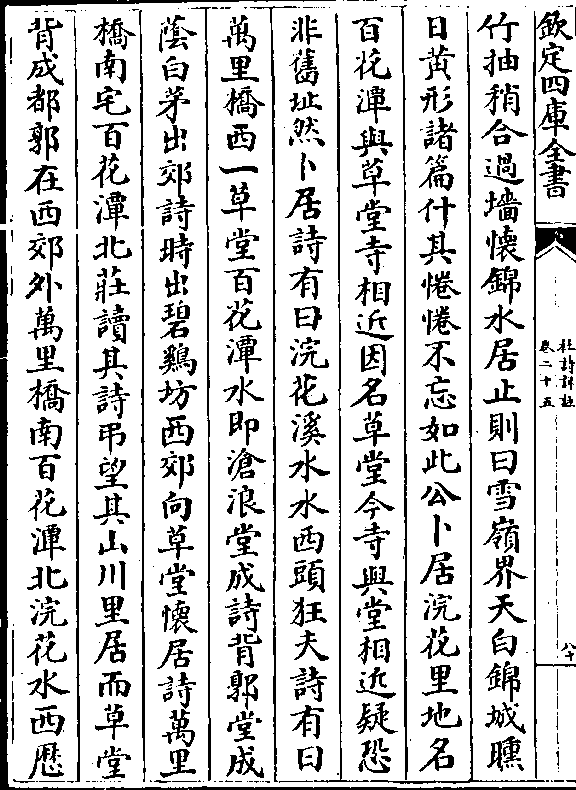 欽定四庫全書
杜詩詳註
卷二十五
八十
竹抽稍合過墻懷錦水居止則曰雪嶺界天白錦城曛
日黄形諸篇什其惓惓不忘如此公卜居浣花里地名
百花潭與草堂寺相近因名草堂今寺與堂相近疑恐
非舊址然卜居詩有曰浣花溪水水西頭狂夫詩有曰
萬里橋西一草堂百花潭水即滄浪堂成詩背郭堂成
蔭白茅出郊詩時出碧鷄坊西郊向草堂懷居詩萬里
橋南宅百花潭北莊讀其詩弔望其山川里居而草堂
背成都郭在西郊外萬里橋南百花潭北浣花水西歴